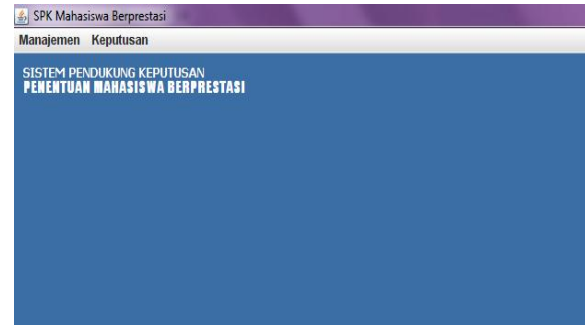 SPK Mahasiswa Berprestasi
Manajemen Keputusan
SISTEM PENDUKUNG KEPUTUSAN
PENENTUAN MAHASISWA BERPRESTASI